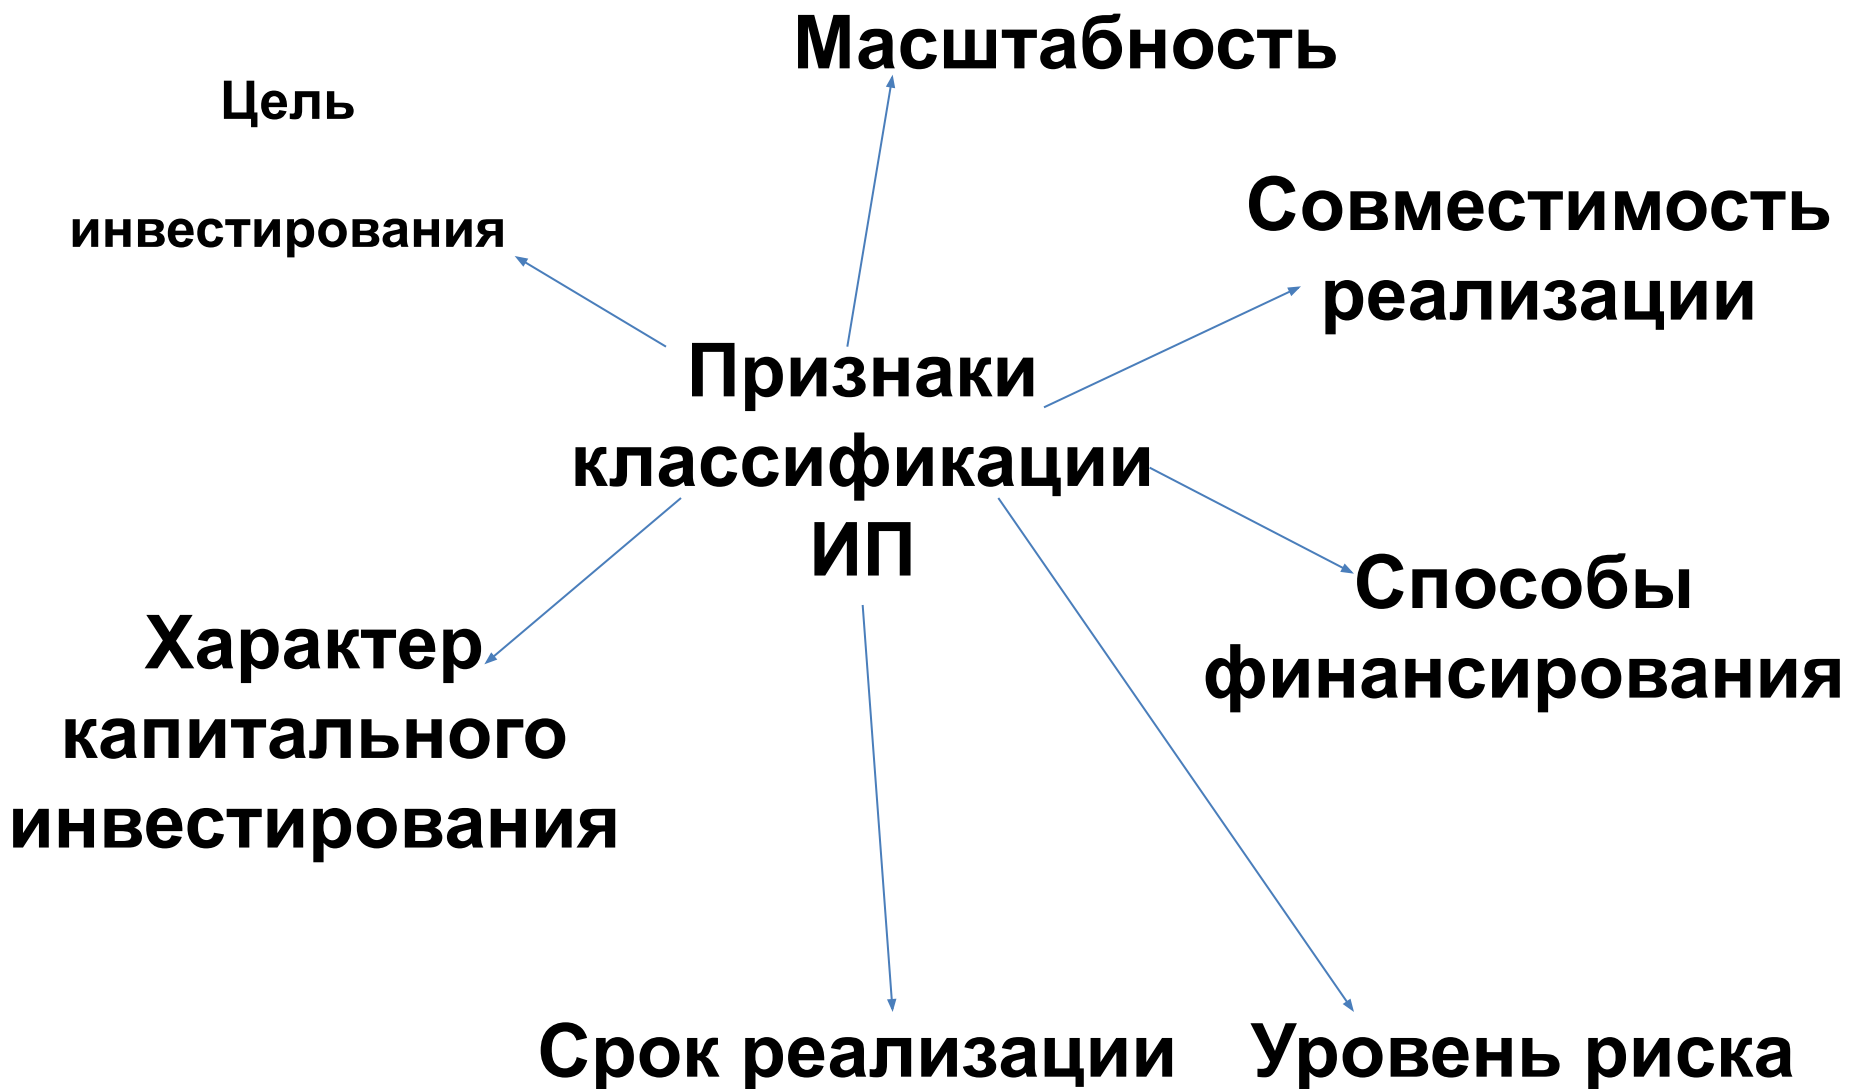 Масштабность
Цель
инвестирования
Совместимость
реализации
Признаки
классификации
ИП
Способы
финансирования
Характер
капитального
инвестирования
Срок реализации
Уровень риска